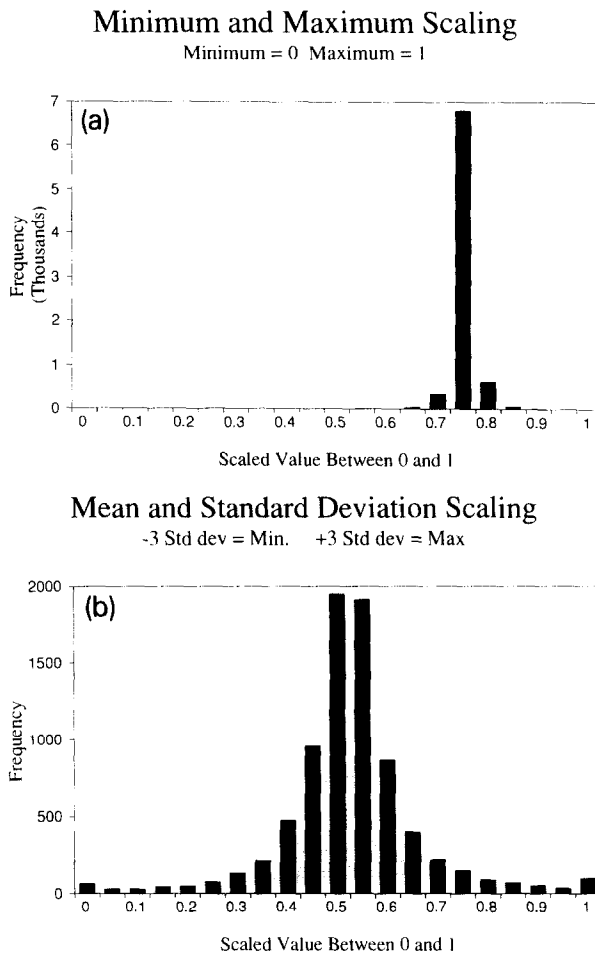 Minimum and Maximum Scaling
Minimum = 0 Maximum = 1
(a)
7
6
5
4
3
2
1
0
Frequency
(Thousands)
0 0.1 0.2 0.3 0.4 0.5 0.6 0.7 0.8 0.9 1
Scaled Value Between 0 and 1
Mean and Standard Deviation Scaling
-3 Std dev = Min. +3 Std dev = Max
(b)
2000
1500
1000
500
0
Frequency
0 0.1 0.2 0.3 0.4 0.5 0.6 0.7 0.8 0.9 1
Scaled Value Between 0 and 1